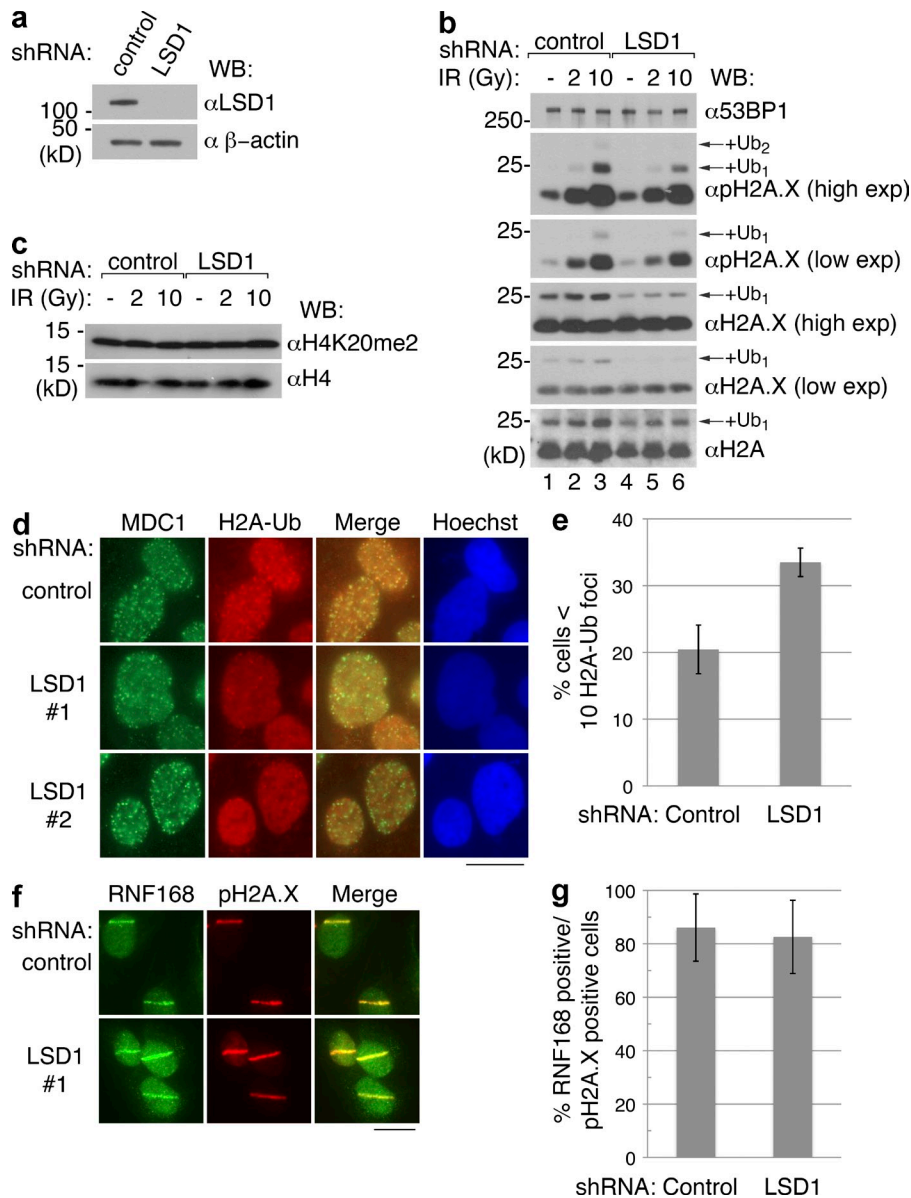 a
shRNA: control LSD1 WB:
100 - αLSD1
50 - α β–actin
(kD)
b
shRNA: control LSD1
IR (Gy): - 2 10 - 2 10 WB:
250 - α53BP1
+Ub2
25- +Ub1
αpH2A.X (high exp)
25- +Ub1
αpH2A.X (low exp)
25- +Ub1
αH2A.X (high exp)
+Ub1
αH2A.X (low exp)
25- +Ub1
(kD) αH2A
1 2 3 4 5 6
c
shRNA: control LSD1
IR (Gy): - 2 10 - 2 10 WB:
15 - αH4K20me2
15 - αH4
(kD)
d
MDC1 H2A-Ub Merge Hoechst
shRNA:
control
LSD1
#1
LSD1
#2
e
% cells <
10 H2A-Ub foci
40
30
20
10
0
shRNA: Control LSD1
f
RNF168 pH2A.X Merge
shRNA:
control
LSD1
#1
g
% RNF168 positive/
pH2A.X positive cells
100
80
60
40
20
0
shRNA: Control LSD1